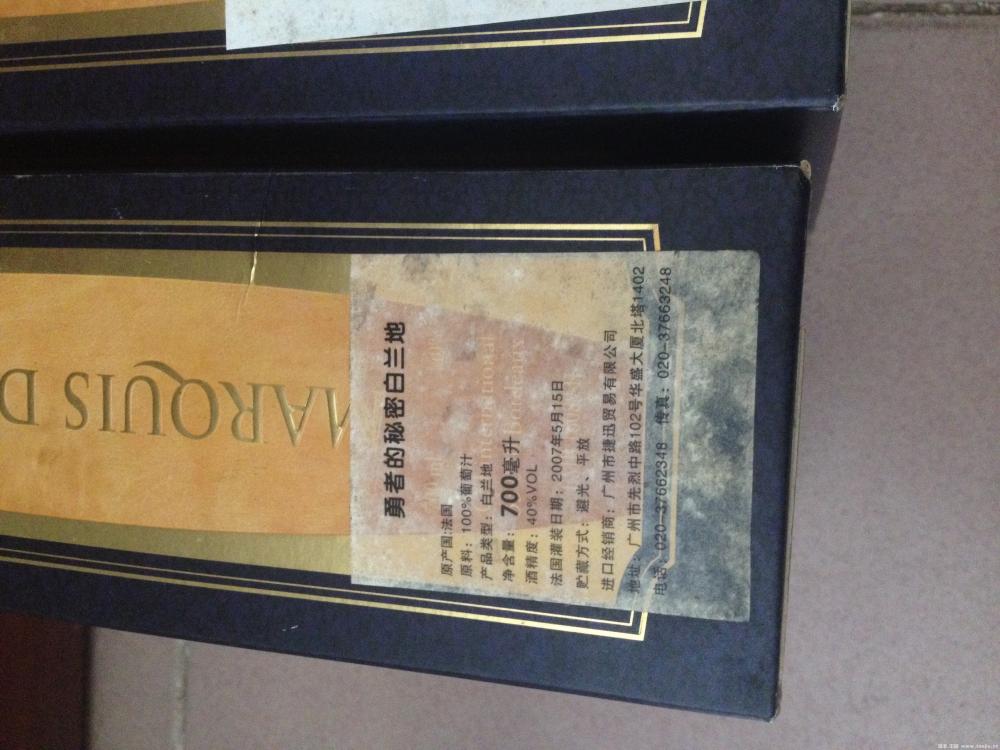 MARQUIS D
勇者的秘密白兰地
原产国:法国
原料：100%葡萄汁
产品类型：白兰地
净含量：700毫升
酒精度：40%VOL
法国灌装日期：2007年5月15日
贮藏方式：避光、平放
进口经销商：广州市捷迅贸易有限公司
地址：广州市先烈中路102号华盛大厦北塔1402
电话：020-37662348 传真：020-37663248
International
Bordeaux